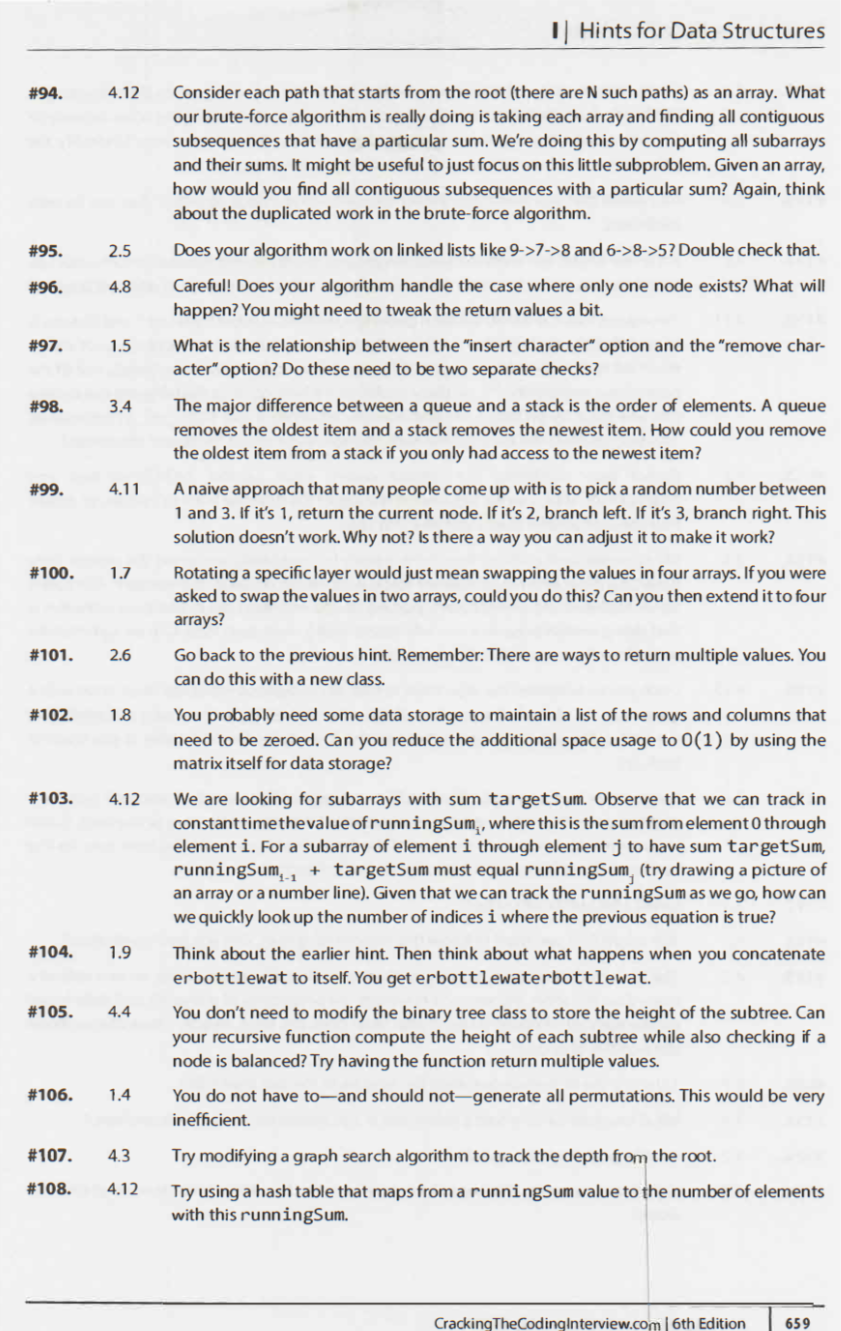 I | Hints for Data Structures
#94. 4.12 Consider each path that starts from the root (there are N such paths) as an array. What
our brute-force algorithm is really doing is taking each array and finding all contiguous
subsequences that have a particular sum. We're doing this by computing all subarrays
and their sums. It might be useful to just focus on this little subproblem. Given an array,
how would you find all contiguous subsequences with a particular sum? Again, think
about the duplicated work in the brute-force algorithm.
#95. 2.5 Does your algorithm work on linked lists like 9->7->8 and 6->8->5? Double check that.
#96. 4.8 Careful! Does your algorithm handle the case where only one node exists? What will
happen? You might need to tweak the return values a bit.
#97. 1.5 What is the relationship between the "insert character" option and the "remove char-
acter" option? Do these need to be two separate checks?
#98. 3.4 The major difference between a queue and a stack is the order of elements. A queue
removes the oldest item and a stack removes the newest item. How could you remove
the oldest item from a stack if you only had access to the newest item?
#99. 4.11 A naive approach that many people come up with is to pick a random number between
1 and 3. If it's 1, return the current node. If it's 2, branch left. If it's 3, branch right. This
solution doesn't work. Why not? Is there a way you can adjust it to make it work?
#100. 1.7 Rotating a specific layer would just mean swapping the values in four arrays. If you were
asked to swap the values in two arrays, could you do this? Can you then extend it to four
arrays?
#101. 2.6 Go back to the previous hint. Remember: There are ways to return multiple values. You
can do this with a new class.
#102. 1.8 You probably need some data storage to maintain a list of the rows and columns that
need to be zeroed. Can you reduce the additional space usage to O(1) by using the
matrix itself for data storage?
#103. 4.12 We are looking for subarrays with sum targetSum. Observe that we can track in
constant time the value of runningSum_i, where this is the sum from element 0 through
element i. For a subarray of element i through element j to have sum targetSum,
runningSum_{i-1} + targetSum must equal runningSum_j (try drawing a picture of
an array or a number line). Given that we can track the runningSum as we go, how can
we quickly look up the number of indices i where the previous equation is true?
#104. 1.9 Think about the earlier hint. Then think about what happens when you concatenate
erbottlewat to itself. You get erbottlewaterbottlewat.
#105. 4.4 You don't need to modify the binary tree class to store the height of the subtree. Can
your recursive function compute the height of each subtree while also checking if a
node is balanced? Try having the function return multiple values.
#106. 1.4 You do not have to—and should not—generate all permutations. This would be very
inefficient.
#107. 4.3 Try modifying a graph search algorithm to track the depth from the root.
#108. 4.12 Try using a hash table that maps from a runningSum value to the number of elements
with this runningSum.
CrackingTheCodingInterview.com | 6th Edition | 659